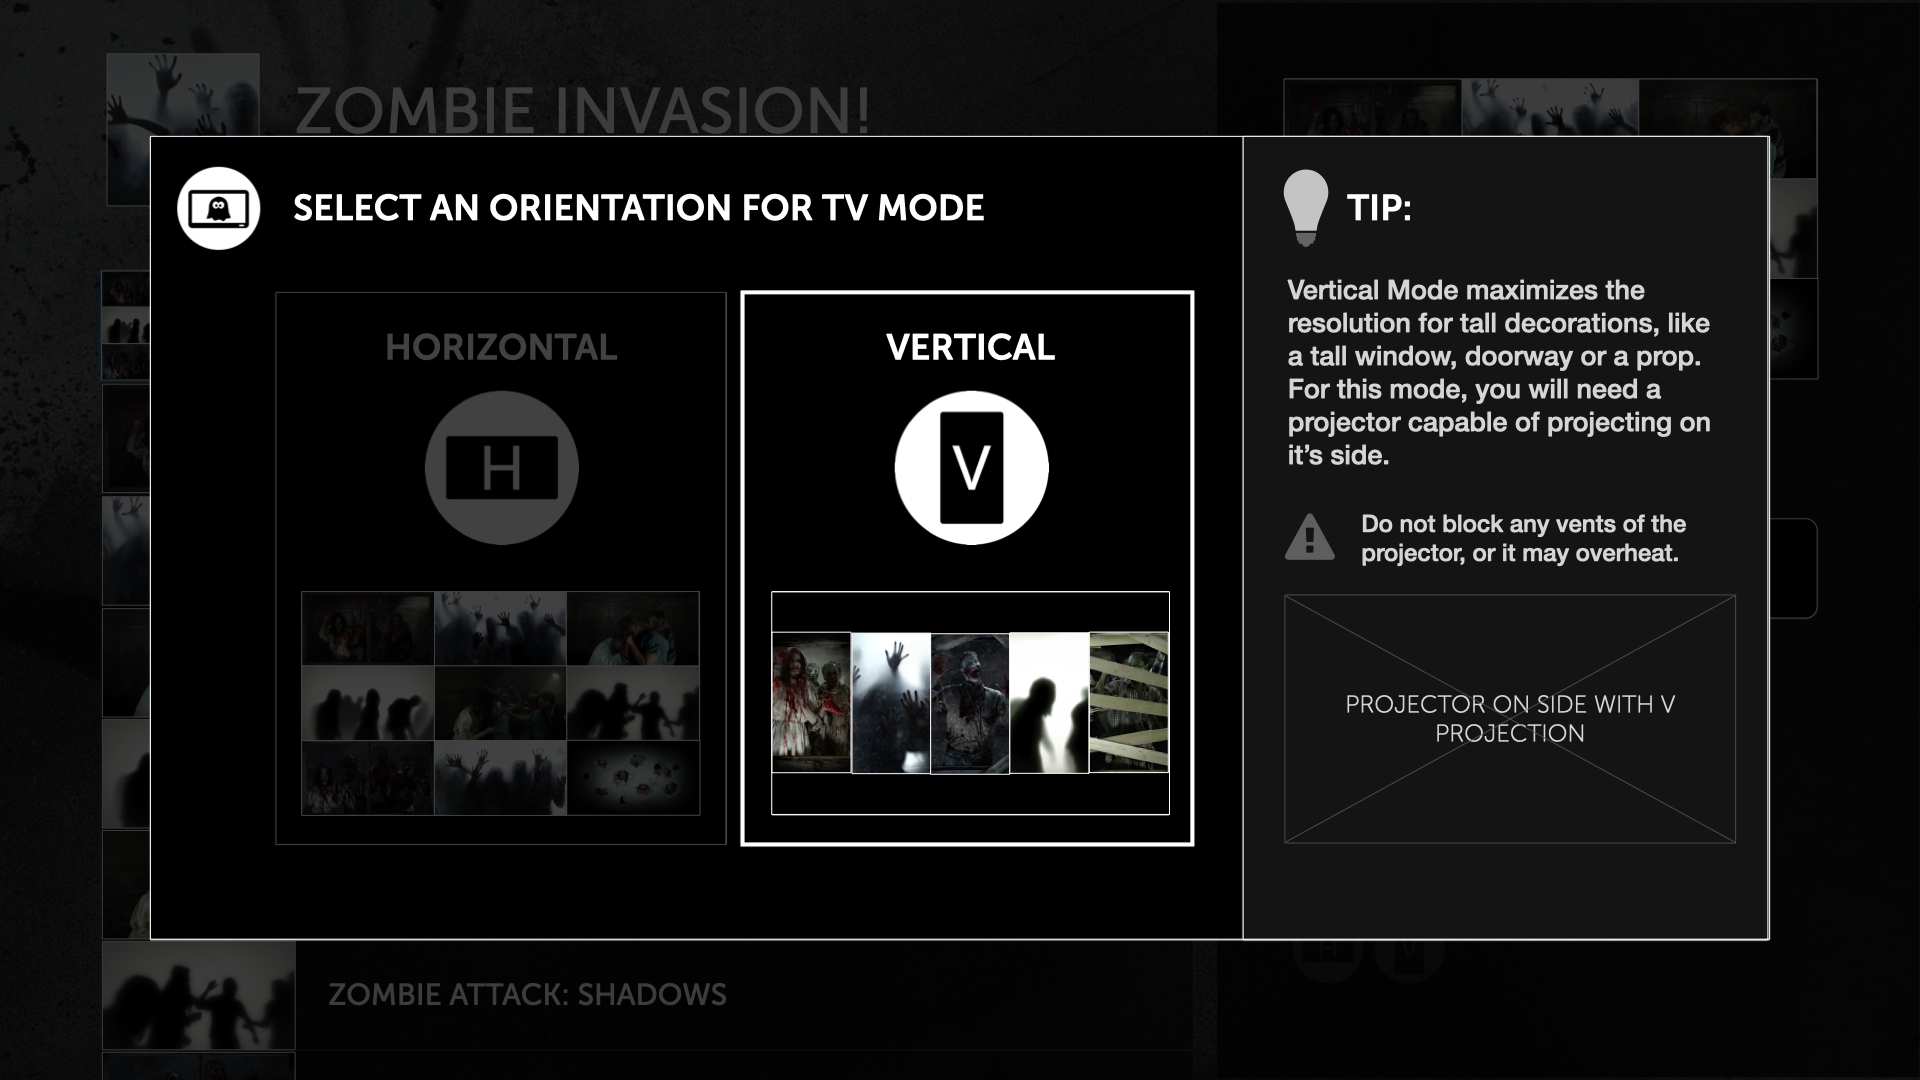 ZOMBIE INVASION!
SELECT AN ORIENTATION FOR TV MODE
HORIZONTAL
H
VERTICAL
V
TIP:
Vertical Mode maximizes the
resolution for tall decorations, like
a tall window, doorway or a prop.
For this mode, you will need a
projector capable of projecting on
it’s side.
Do not block any vents of the
projector, or it may overheat.
PROJECTOR ON SIDE WITH V
PROJECTION
H V
ZOMBIE ATTACK: SHADOWS